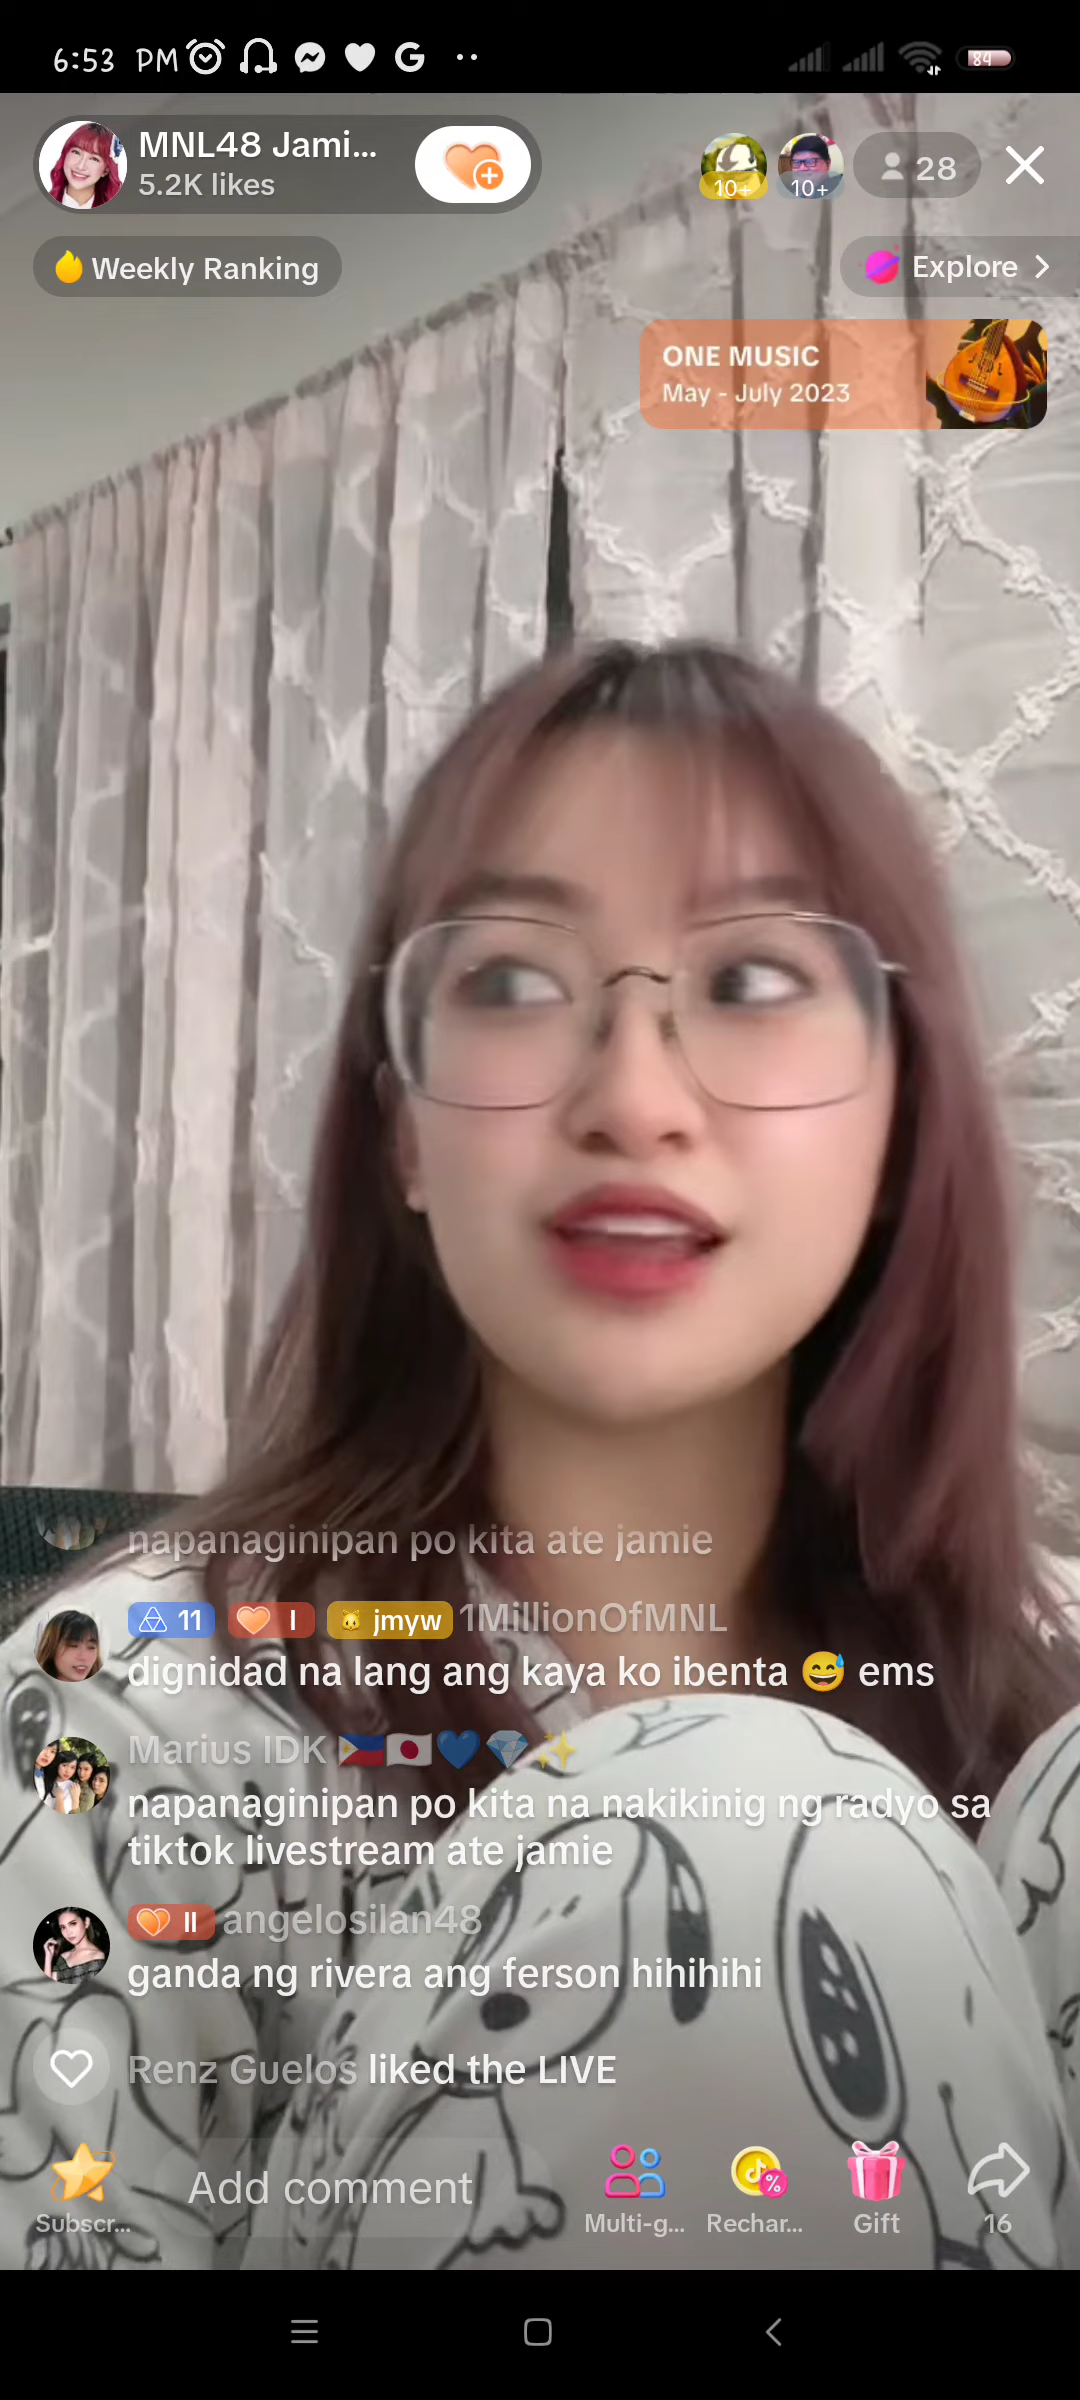 6:53 PM
84
MNL48 Jami...
5.2K likes
10+
10+
28
Weekly Ranking
Explore
ONE MUSIC
May - July 2023
napanaginipan po kita ate jamie
11 I jmyw 1MillionOfMNL
dignidad na lang ang kaya ko ibenta 😅 ems
Marius IDK 🇵🇭🇯🇵💙💎✨
napanaginipan po kita na nakikinig ng radyo sa
tiktok livestream ate jamie
II angelosilan48
ganda ng rivera ang ferson hihihihi
Renz Guelos liked the LIVE
Add comment
Subscr...
Multi-g...
Rechar...
Gift
16